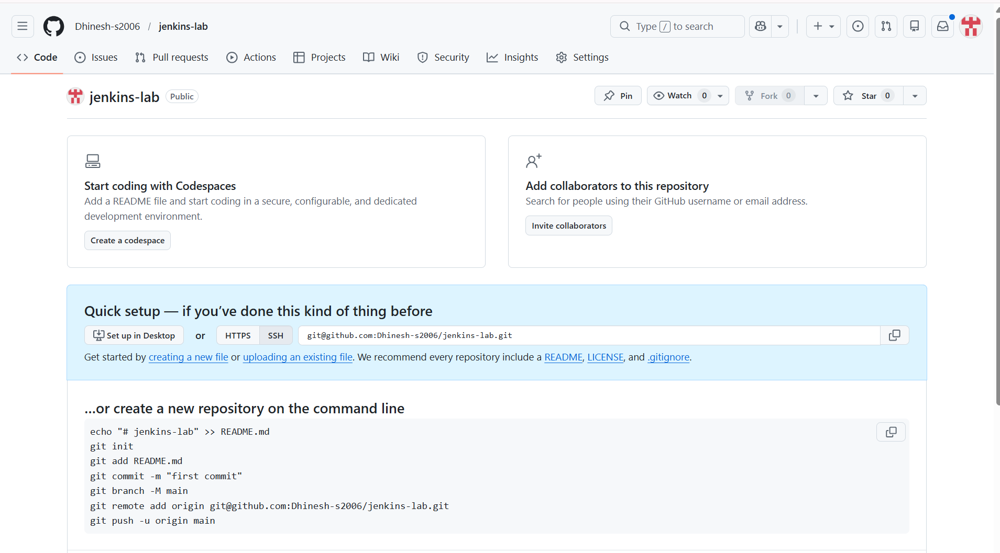 Dhinesh-s2006 / jenkins-lab
Type / to search
Code Issues Pull requests Actions Projects Wiki Security Insights Settings
jenkins-lab Public
Pin Watch 0 Fork 0 Star 0
Start coding with Codespaces
Add a README file and start coding in a secure, configurable, and dedicated
development environment.
Create a codespace
Add collaborators to this repository
Search for people using their GitHub username or email address.
Invite collaborators
Quick setup — if you’ve done this kind of thing before
Set up in Desktop or HTTPS SSH git@github.com:Dhinesh-s2006/jenkins-lab.git
Get started by creating a new file or uploading an existing file. We recommend every repository include a README, LICENSE, and .gitignore.
…or create a new repository on the command line
echo "# jenkins-lab" >> README.md
git init
git add README.md
git commit -m "first commit"
git branch -M main
git remote add origin git@github.com:Dhinesh-s2006/jenkins-lab.git
git push -u origin main